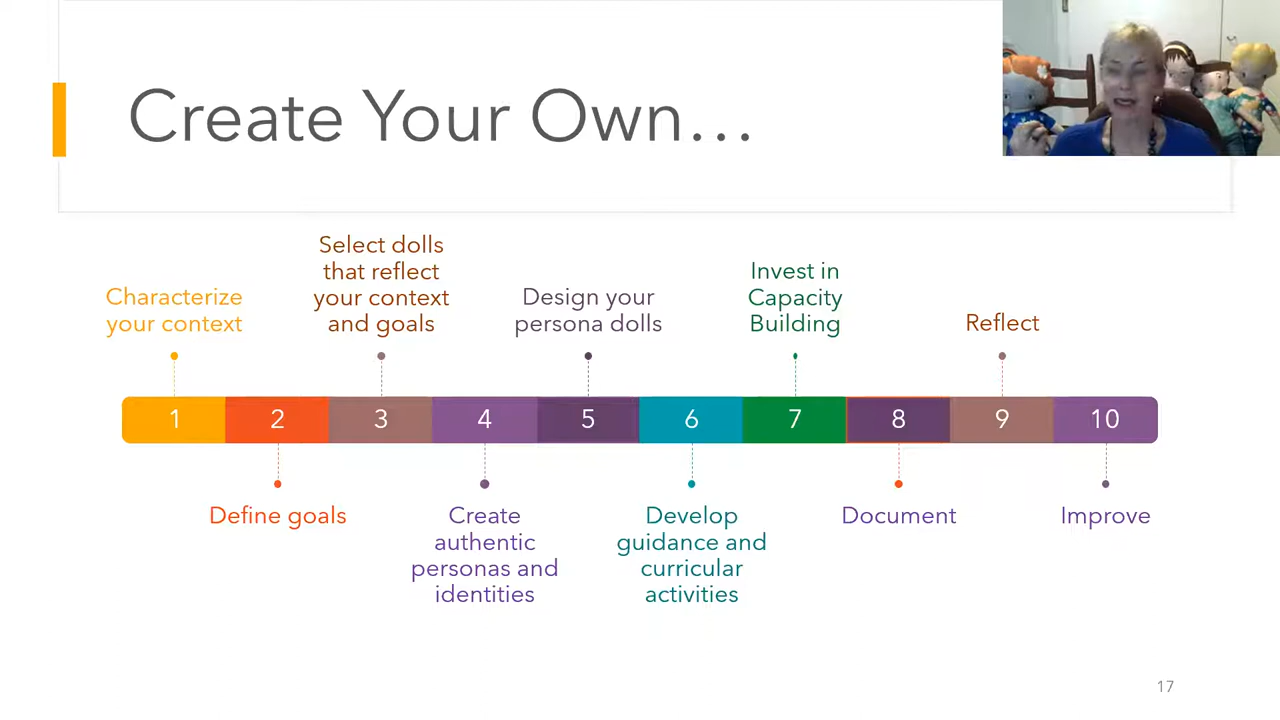 Create Your Own...
Characterize
your context
Select dolls
that reflect
your context
and goals
Design your
persona dolls
Invest in
Capacity
Building
Reflect
1 2 3 4 5 6 7 8 9 10
Define goals
Create
authentic
personas and
identities
Develop
guidance and
curricular
activities
Document
Improve
17